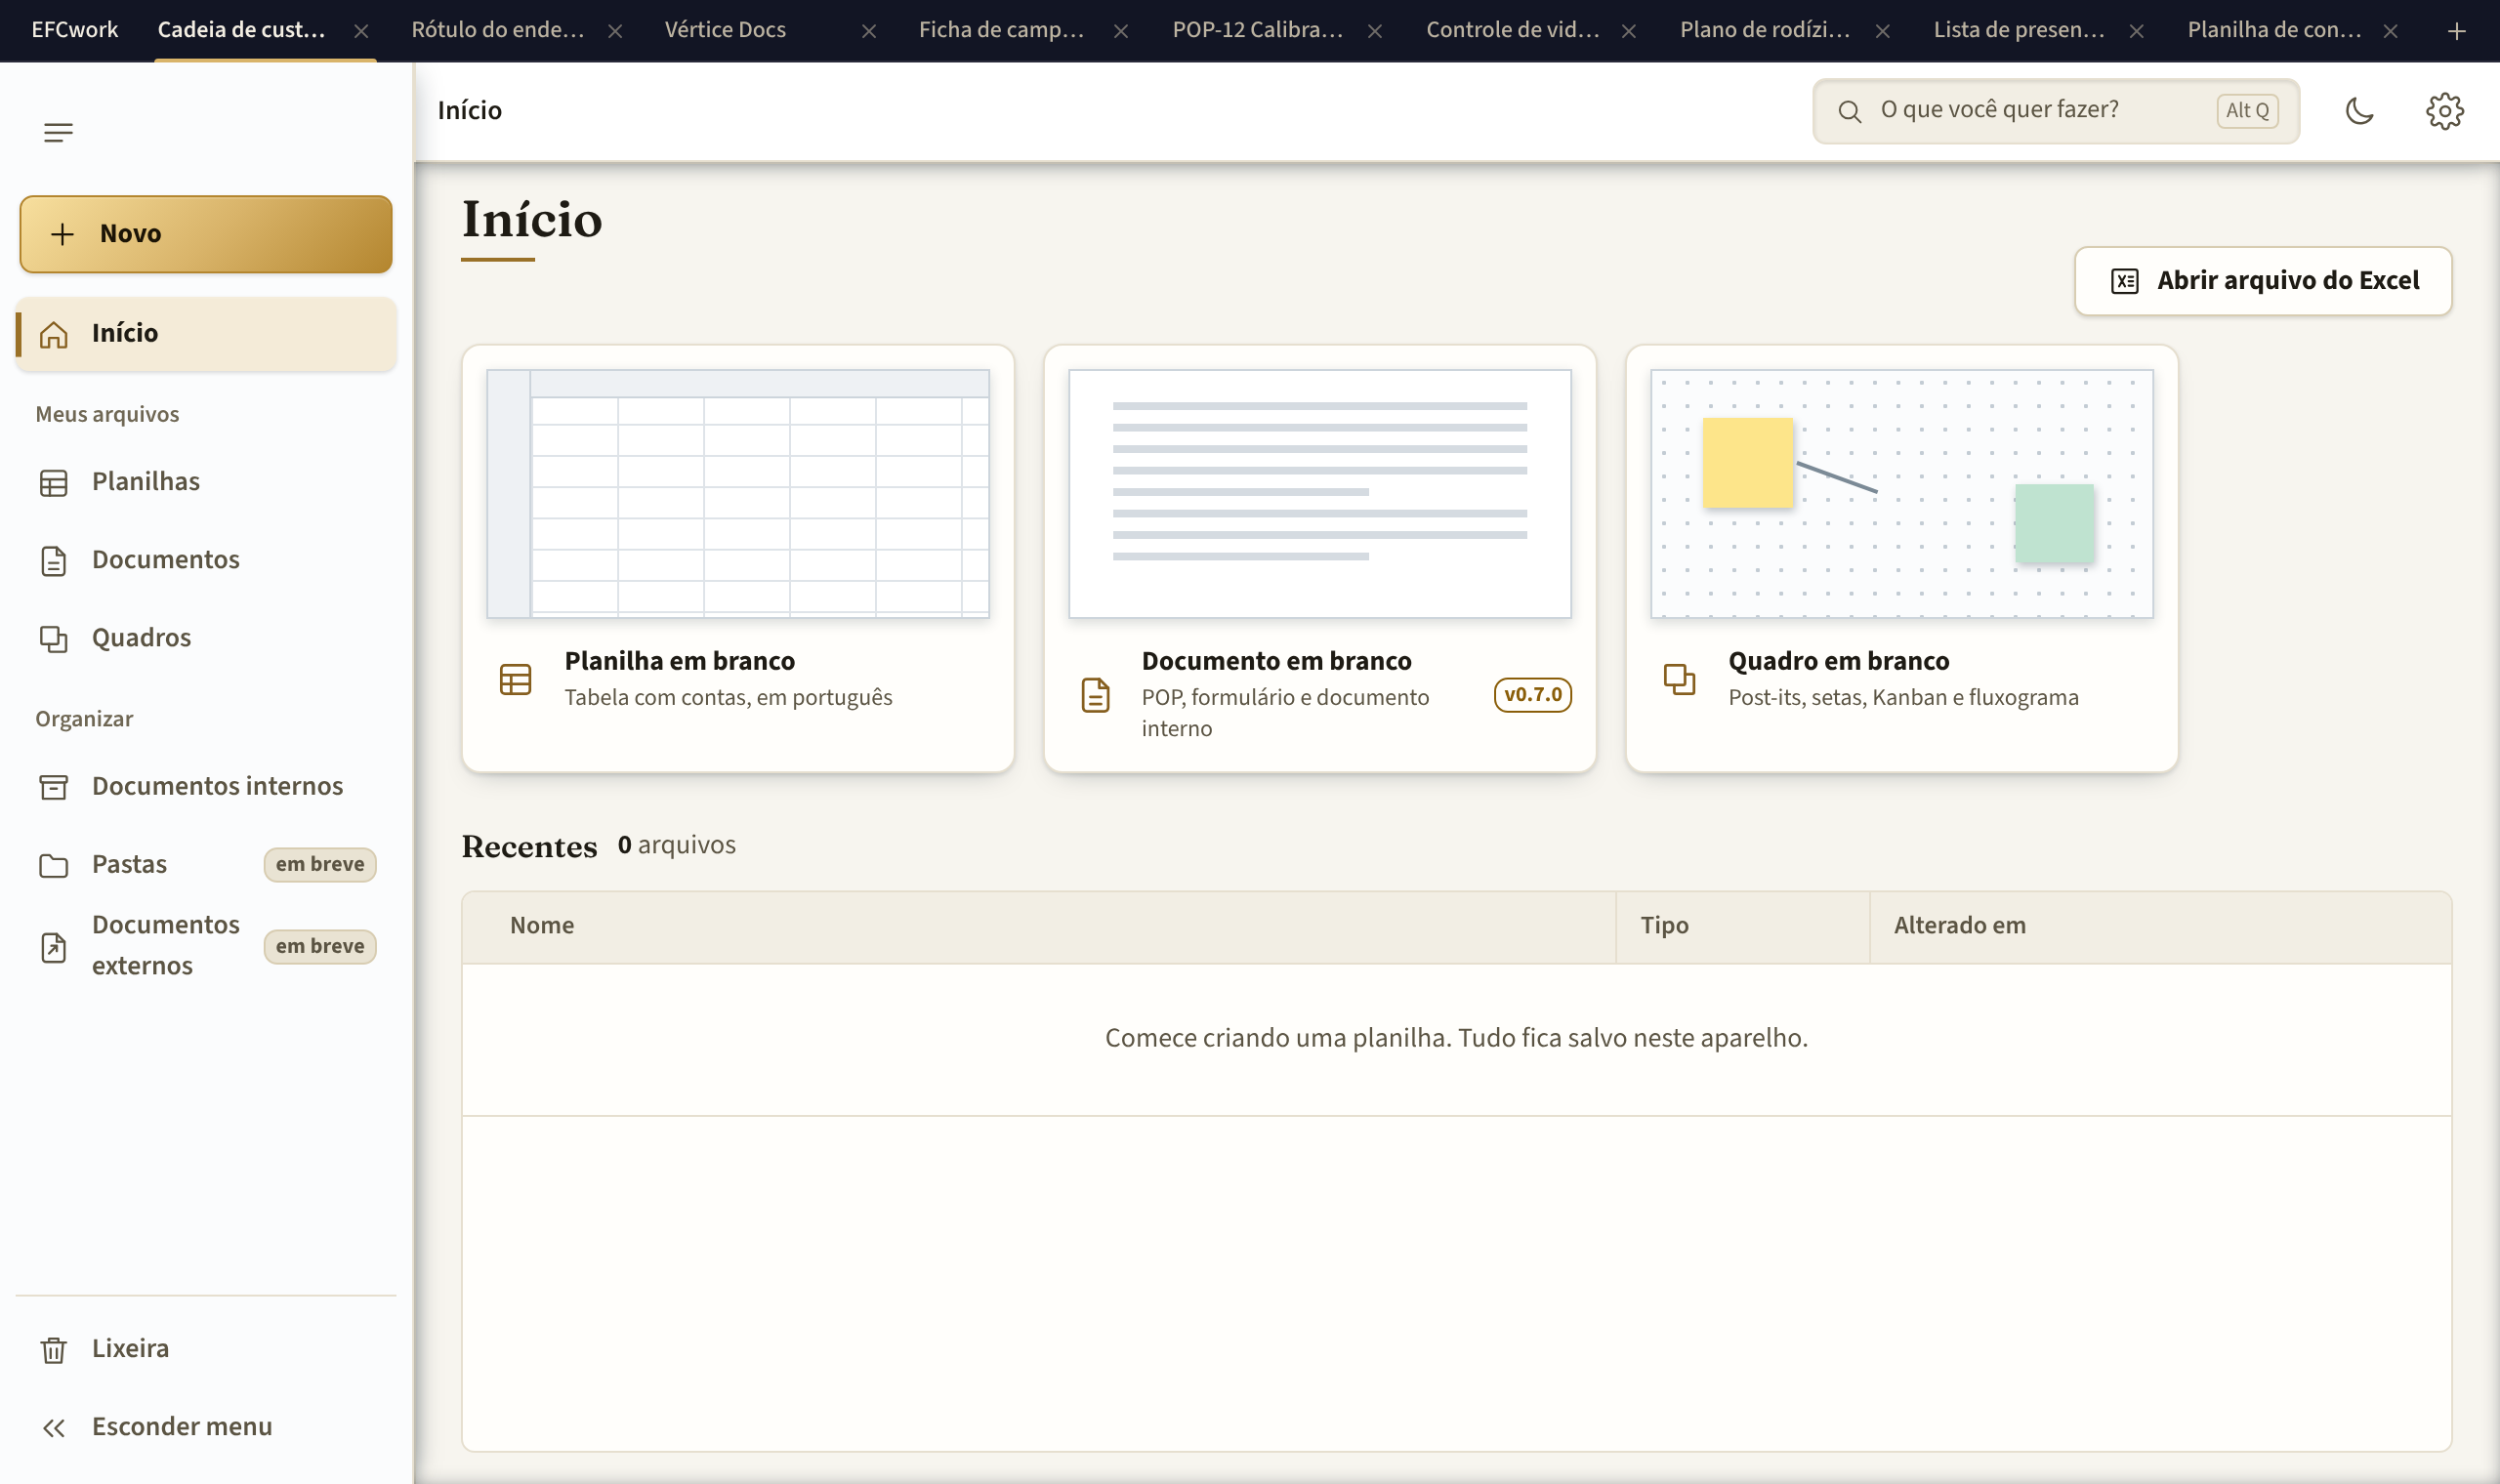 EFCwork
Cadeia de cust...
Rótulo do ende...
Vértice Docs
Ficha de camp...
POP-12 Calibra...
Controle de vid...
Plano de rodízi...
Lista de presen...
Planilha de con...
Início
O que você quer fazer?
Alt Q
Novo
Início
Meus arquivos
Planilhas
Documentos
Quadros
Organizar
Documentos internos
Pastas
em breve
Documentos
externos
em breve
Lixeira
Esconder menu
Início
Abrir arquivo do Excel
Planilha em branco
Tabela com contas, em português
Documento em branco
POP, formulário e documento
interno
v0.7.0
Quadro em branco
Post-its, setas, Kanban e fluxograma
Recentes
0 arquivos
Nome
Tipo
Alterado em
Comece criando uma planilha. Tudo fica salvo neste aparelho.